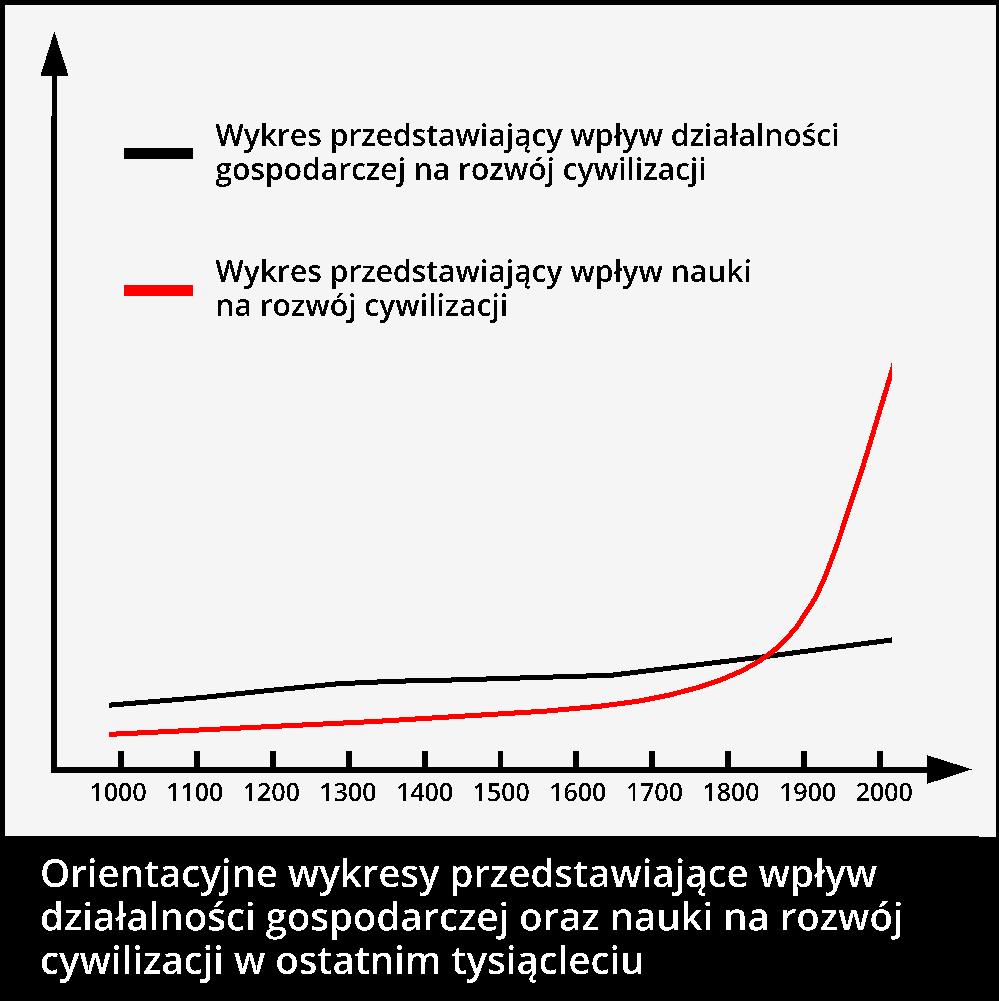 Wykres przedstawiający wpływ działalności
gospodarczej na rozwój cywilizacji
Wykres przedstawiający wpływ nauki
na rozwój cywilizacji
1000 1100 1200 1300 1400 1500 1600 1700 1800 1900 2000
Orientacyjne wykresy przedstawiające wpływ
działalności gospodarczej oraz nauki na rozwój
cywilizacji w ostatnim tysiącleciu